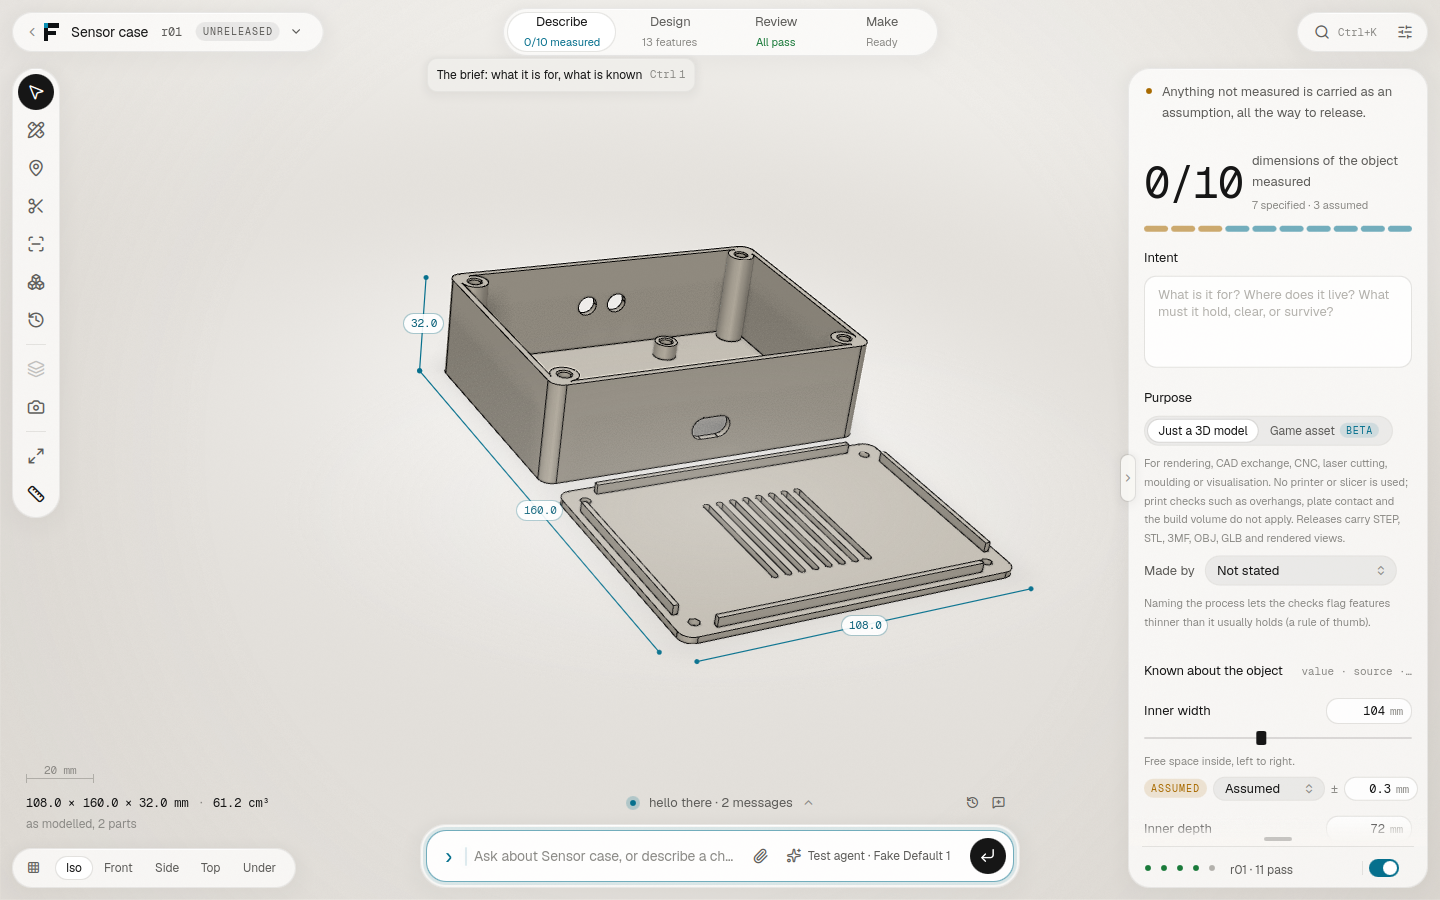 Sensor case r01 UNRELEASED
Describe
0/10 measured
Design
13 features
Review
All pass
Make
Ready
Ctrl+K
The brief: what it is for, what is known Ctrl 1
Anything not measured is carried as an
assumption, all the way to release.
0/10
dimensions of the object
measured
7 specified · 3 assumed
Intent
What is it for? Where does it live? What
must it hold, clear, or survive?
Purpose
Just a 3D model
Game asset BETA
For rendering, CAD exchange, CNC, laser cutting,
moulding or visualisation. No printer or slicer is used;
print checks such as overhangs, plate contact and
the build volume do not apply. Releases carry STEP,
STL, 3MF, OBJ, GLB and rendered views.
Made by Not stated
Naming the process lets the checks flag features
thinner than it usually holds (a rule of thumb).
Known about the object value · source ·…
Inner width 104 mm
Free space inside, left to right.
ASSUMED Assumed ± 0.3 mm
Inner depth 72 mm
r01 · 11 pass
32.0
160.0
108.0
20 mm
108.0 × 160.0 × 32.0 mm · 61.2 cm³
as modelled, 2 parts
Iso Front Side Top Under
hello there · 2 messages
Ask about Sensor case, or describe a ch…
Test agent · Fake Default 1